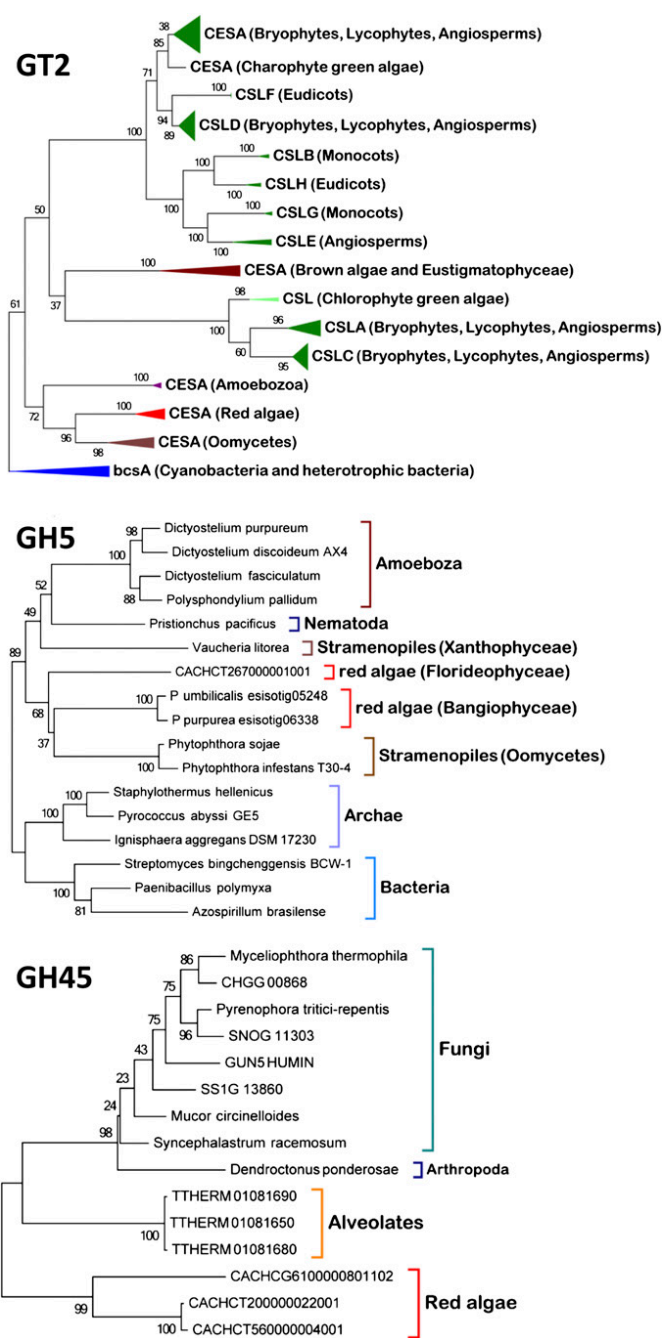 GT2
38
CESA (Bryophytes, Lycophytes, Angiosperms)
85
CESA (Charophyte green algae)
71
100
CSLF (Eudicots)
94
89
CSLD (Bryophytes, Lycophytes, Angiosperms)
100
100
CSLB (Monocots)
100
100
CSLH (Eudicots)
100
100
CSLG (Monocots)
100
100
CSLE (Angiosperms)
50
100
CESA (Brown algae and Eustigmatophyceae)
61
37
98
CSL (Chlorophyte green algae)
100
96
CSLA (Bryophytes, Lycophytes, Angiosperms)
60
95
CSLC (Bryophytes, Lycophytes, Angiosperms)
100
CESA (Amoebozoa)
72
100
CESA (Red algae)
96
98
CESA (Oomycetes)
bcsA (Cyanobacteria and heterotrophic bacteria)
GH5
98
Dictyostelium purpureum
Dictyostelium discoideum AX4
100
Dictyostelium fasciculatum
88
Polysphondylium pallidum
Amoeboza
52
Pristionchus pacificus
Nematoda
49
Vaucheria litorea
Stramenopiles (Xanthophyceae)
89
CACHCT267000001001
red algae (Florideophyceae)
68
100
P umbilicalis esisotig05248
P purpurea esisotig06338
red algae (Bangiophyceae)
37
Phytophthora sojae
100
Phytophthora infestans T30-4
Stramenopiles (Oomycetes)
Staphylothermus hellenicus
100
Pyrococcus abyssi GE5
100
Ignisphaera aggregans DSM 17230
Archae
Streptomyces bingchenggensis BCW-1
100
Paenibacillus polymyxa
81
Azospirillum brasilense
Bacteria
GH45
86
Myceliophthora thermophila
CHGG 00868
75
Pyrenophora tritici-repentis
96
SNOG 11303
75
GUN5 HUMIN
43
SS1G 13860
23
Mucor circinelloides
24
Syncephalastrum racemosum
Fungi
98
Dendroctonus ponderosae
Arthropoda
TTHERM 01081690
TTHERM 01081650
100
TTHERM 01081680
Alveolates
CACHCG6100000801102
99
CACHCT200000022001
100
CACHCT560000004001
Red algae